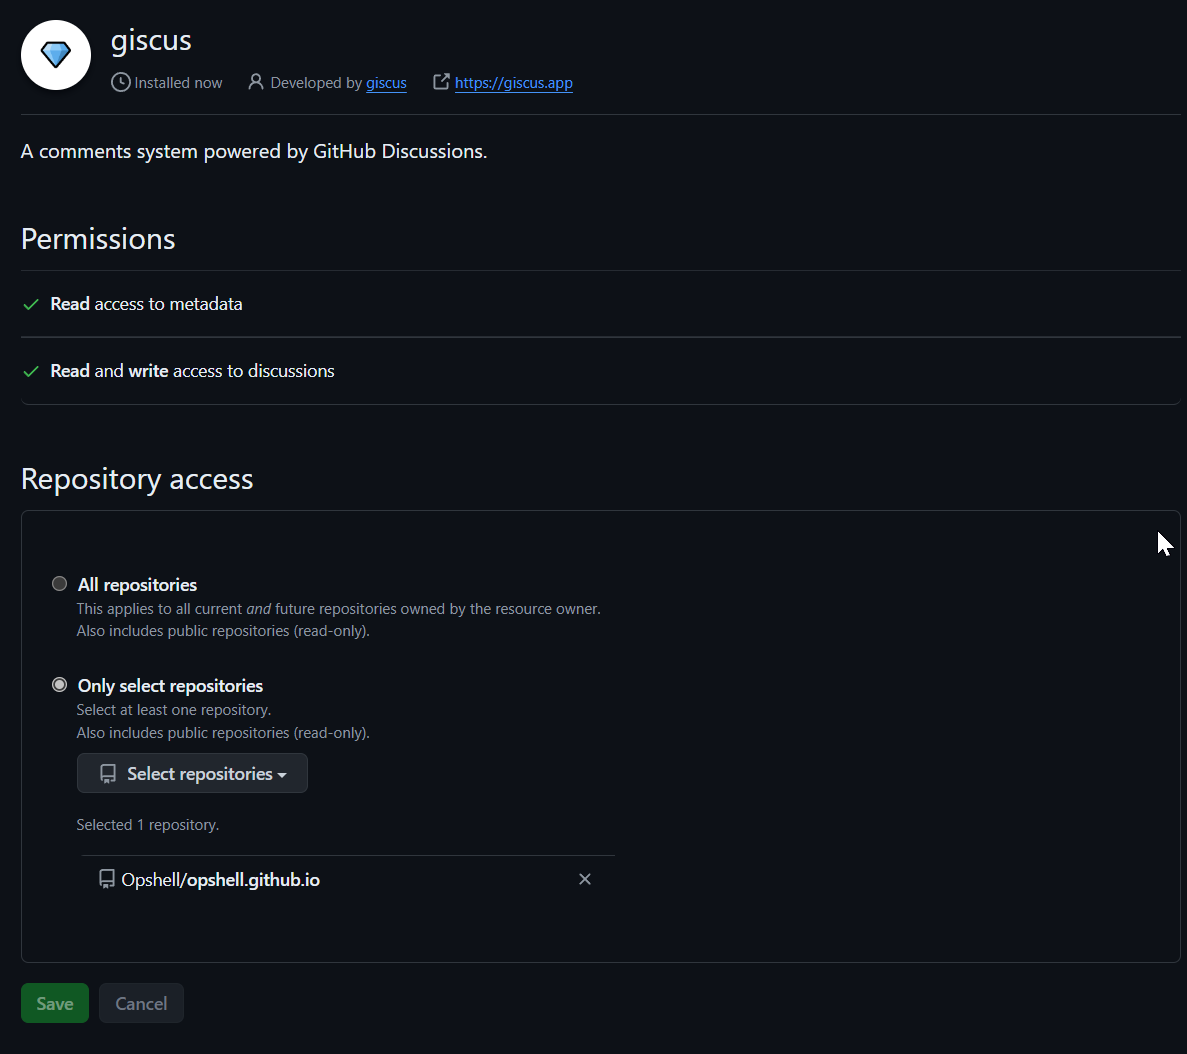 giscus
Installed now Developed by giscus https://giscus.app
A comments system powered by GitHub Discussions.
Permissions
Read access to metadata
Read and write access to discussions
Repository access
All repositories
This applies to all current and future repositories owned by the resource owner.
Also includes public repositories (read-only).
Only select repositories
Select at least one repository.
Also includes public repositories (read-only).
Select repositories
Selected 1 repository.
Opshell/opshell.github.io
Save Cancel